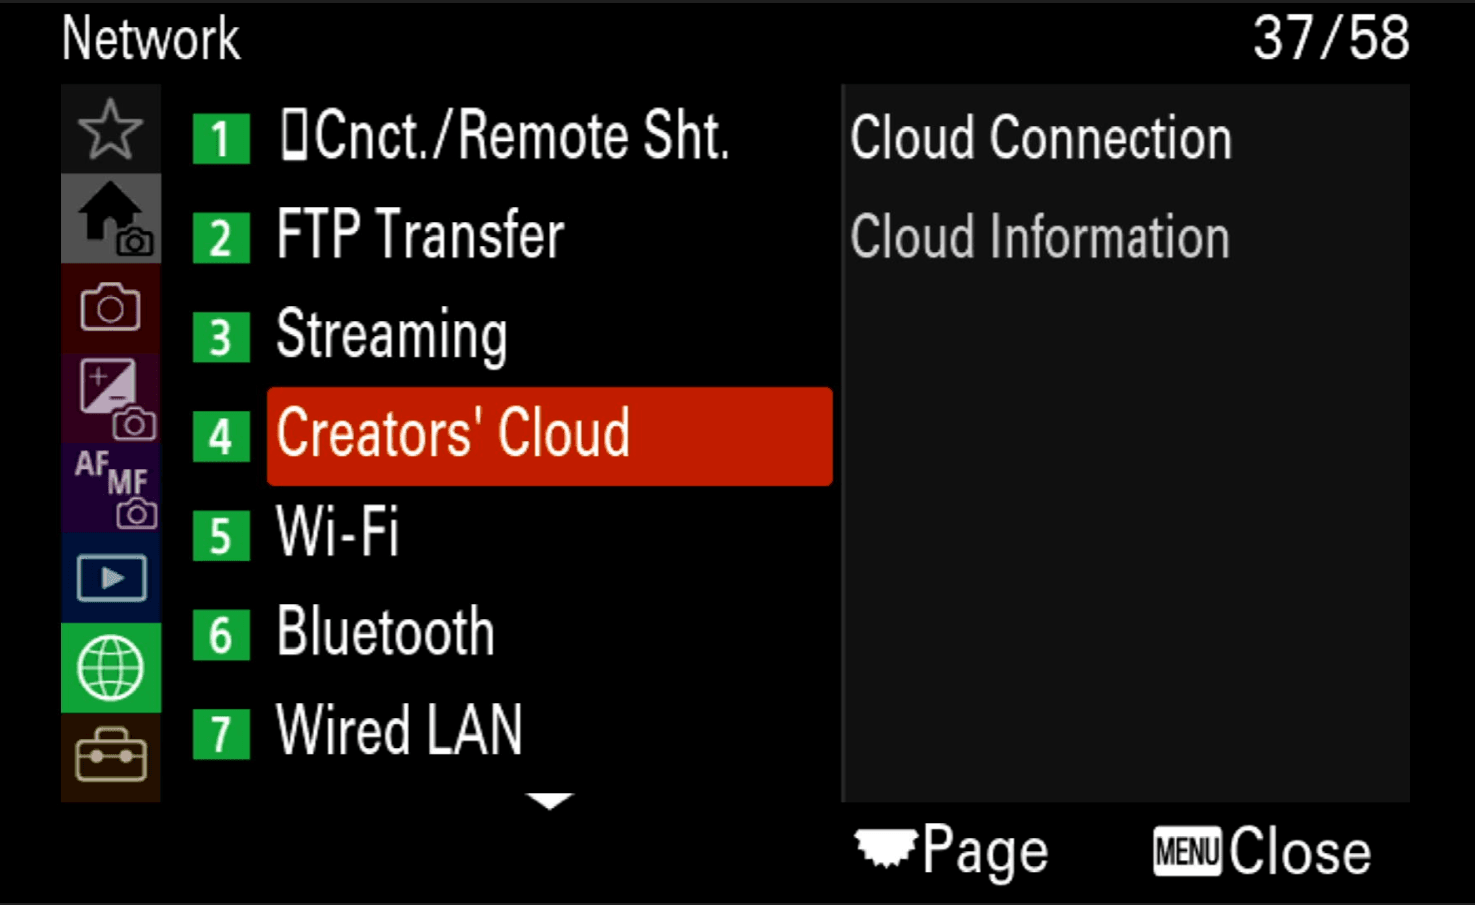 Network
37/58
1 Cnct./Remote Sht.
2 FTP Transfer
3 Streaming
4 Creators' Cloud
5 Wi-Fi
6 Bluetooth
7 Wired LAN
Cloud Connection
Cloud Information
AF MF
Page
MENU Close